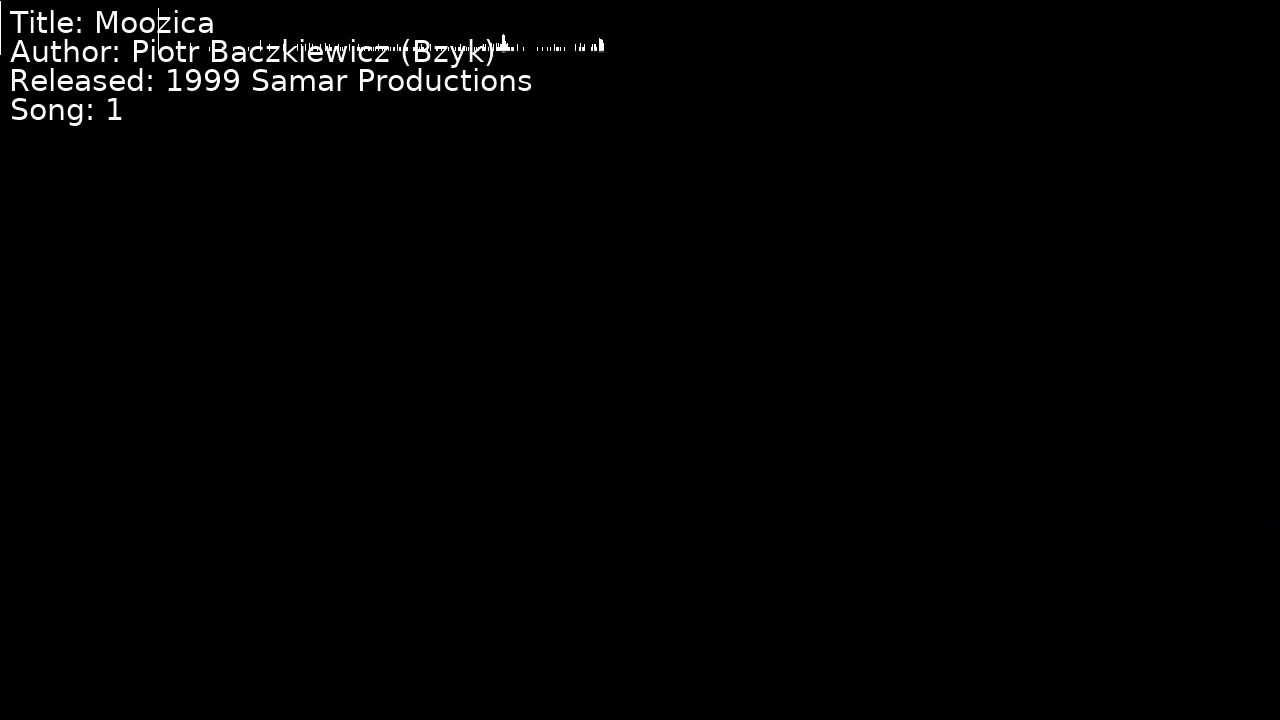 Title: Moozica
Author: Piotr Baczkiewicz (Bzyk)
Released: 1999 Samar Productions
Song: 1